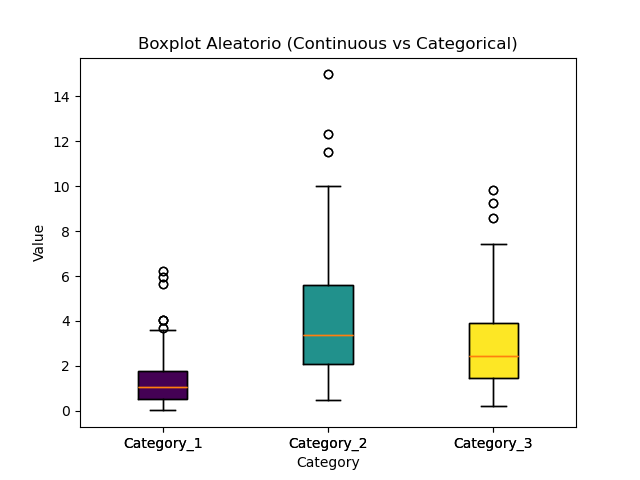 Boxplot Aleatorio (Continuous vs Categorical)
14
12
10
8
6
4
2
0
Value
Category_1
Category_2
Category_3
Category